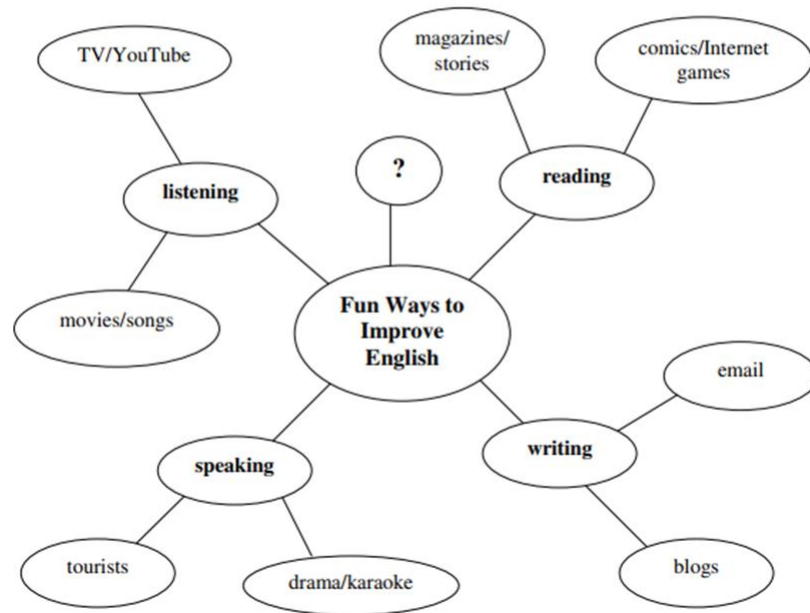 TV/YouTube
magazines/
stories
comics/Internet
games
?
listening
reading
movies/songs
Fun Ways to
Improve
English
email
writing
speaking
tourists
drama/karaoke
blogs